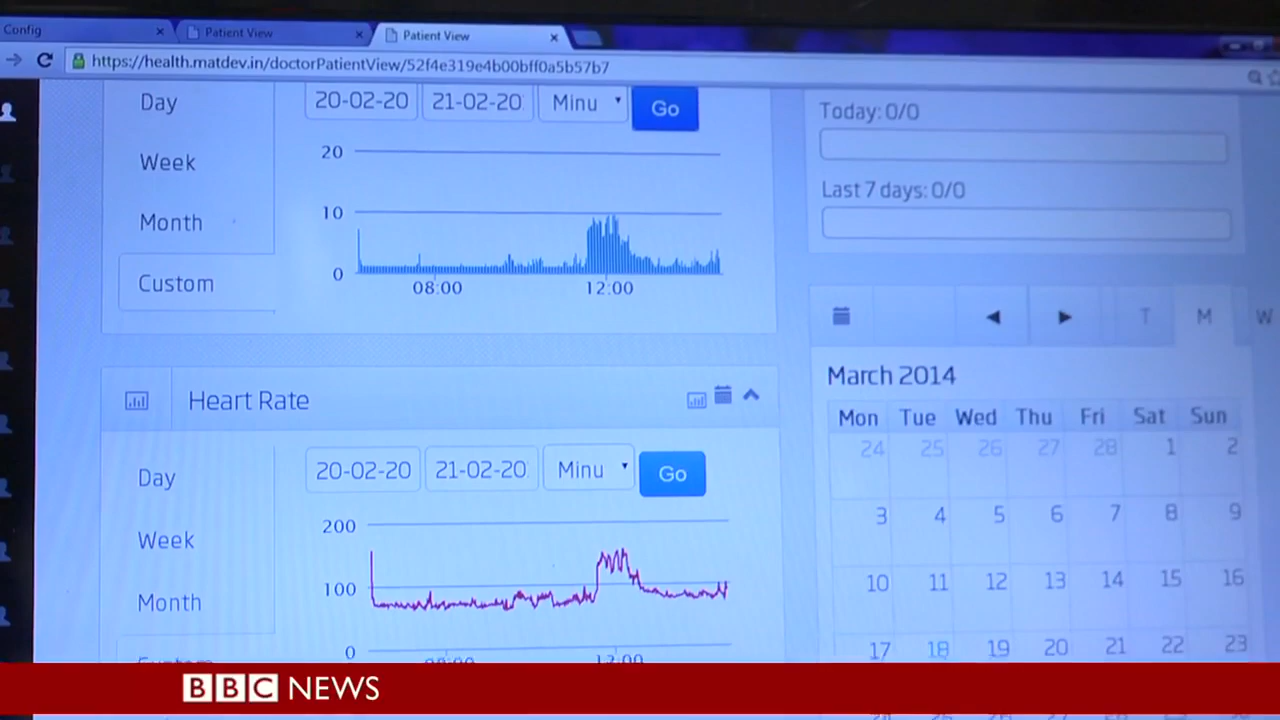 Config
Patient View
Patient View
https://health.matdev.in/doctorPatientView/52f4e319e4b00bff0a5b57b7
Day
20-02-20
21-02-20
Minu
Go
Week
Month
Custom
20
10
0
08:00
12:00
Today: 0/0
Last 7 days: 0/0
T
M
W
Heart Rate
Day
20-02-20
21-02-20
Minu
Go
Week
Month
200
100
0
12:00
March 2014
Mon Tue Wed Thu Fri Sat Sun
24 25 26 27 28 1 2
3 4 5 6 7 8 9
10 11 12 13 14 15 16
17 18 19 20 21 22 23
BBC NEWS